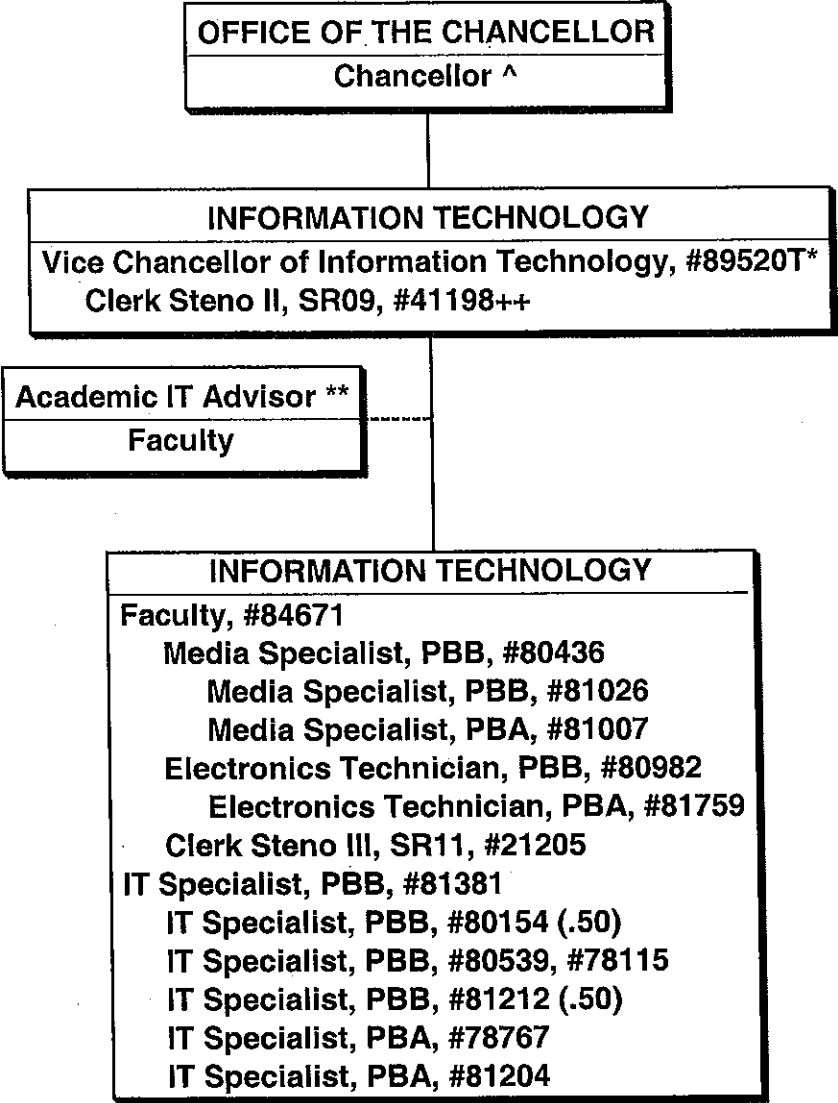 OFFICE OF THE CHANCELLOR
Chancellor ^
INFORMATION TECHNOLOGY
Vice Chancellor of Information Technology, #89520T*
Clerk Steno II, SR09, #41198++
Academic IT Advisor **
Faculty
INFORMATION TECHNOLOGY
Faculty, #84671
Media Specialist, PBB, #80436
Media Specialist, PBB, #81026
Media Specialist, PBA, #81007
Electronics Technician, PBB, #80982
Electronics Technician, PBA, #81759
Clerk Steno III, SR11, #21205
IT Specialist, PBB, #81381
IT Specialist, PBB, #80154 (.50)
IT Specialist, PBB, #80539, #78115
IT Specialist, PBB, #81212 (.50)
IT Specialist, PBA, #78767
IT Specialist, PBA, #81204